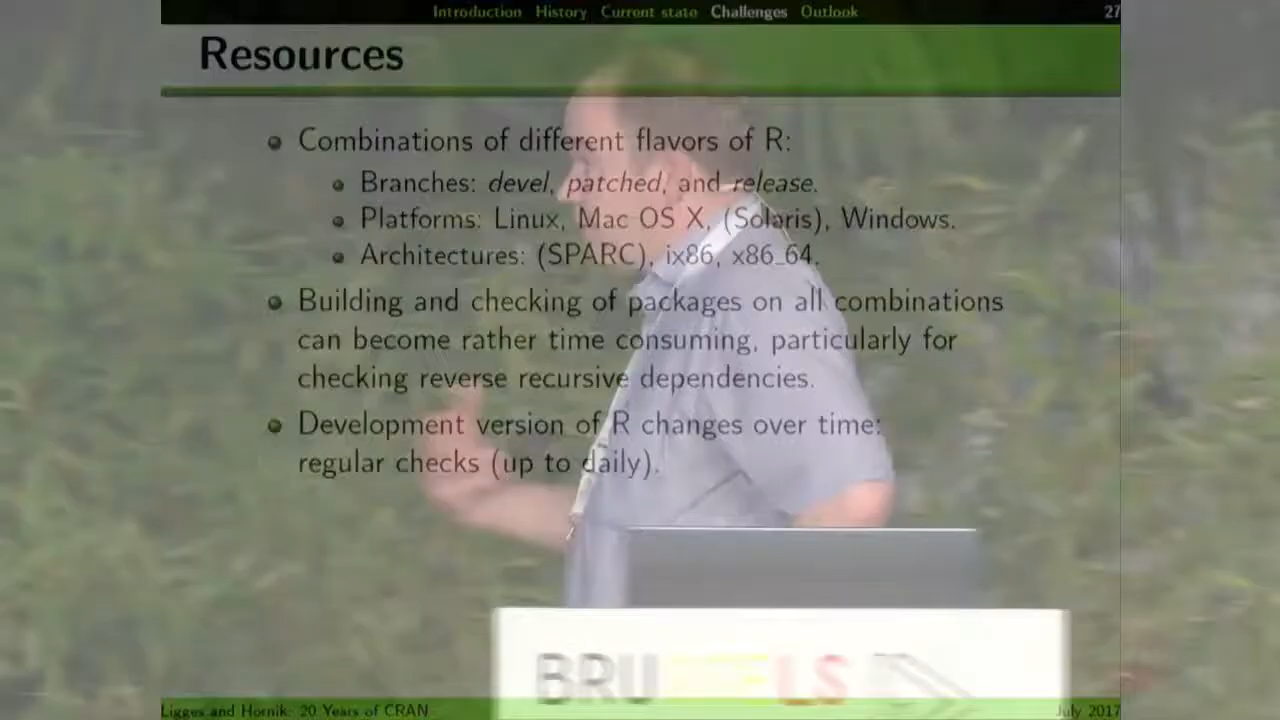 Introduction History Current state Challenges Outlook 27
Resources
Combinations of different flavors of R:
Branches: devel, patched, and release.
Platforms: Linux, Mac OS X, (Solaris), Windows.
Architectures: (SPARC), ix86, x86_64.
Building and checking of packages on all combinations
can become rather time consuming, particularly for
checking reverse recursive dependencies.
Development version of R changes over time:
regular checks (up to daily).
BRU LS
Ligges and Hornik: 20 Years of CRAN July 2017